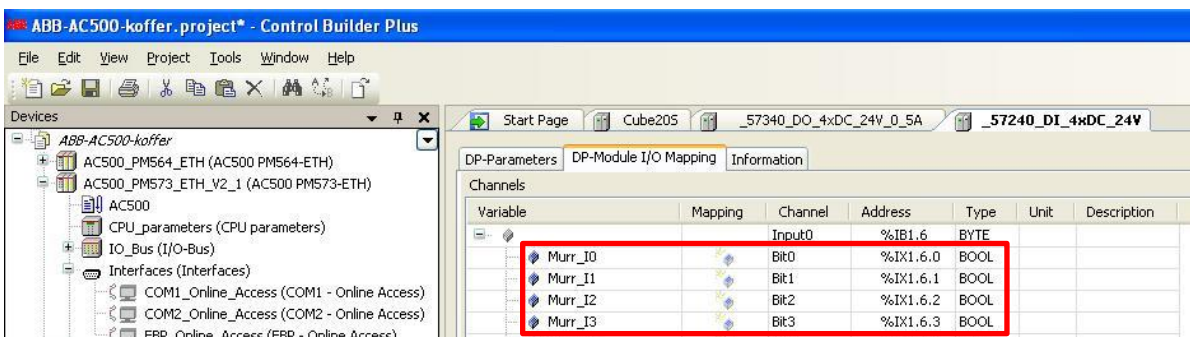 ABB-AC500-koffer.project* - Control Builder Plus
File Edit View Project Tools Window Help
Devices
ABB-AC500-koffer
AC500_PM564_ETH (AC500 PM564-ETH)
AC500_PM573_ETH_V2_1 (AC500 PM573-ETH)
AC500
CPU_parameters (CPU parameters)
IO_Bus (I/O-Bus)
Interfaces (Interfaces)
COM1_Online_Access (COM1 - Online Access)
COM2_Online_Access (COM2 - Online Access)
FBP_Online_Access (FBP - Online Access)
Start Page Cube20S _57340_DO_4xDC_24V_0_5A _57240_DI_4xDC_24V
DP-Parameters DP-Module I/O Mapping Information
Channels
Variable Mapping Channel Address Type Unit Description
Input0 %IB1.6 BYTE
Murr_I0 Bit0 %IX1.6.0 BOOL
Murr_I1 Bit1 %IX1.6.1 BOOL
Murr_I2 Bit2 %IX1.6.2 BOOL
Murr_I3 Bit3 %IX1.6.3 BOOL